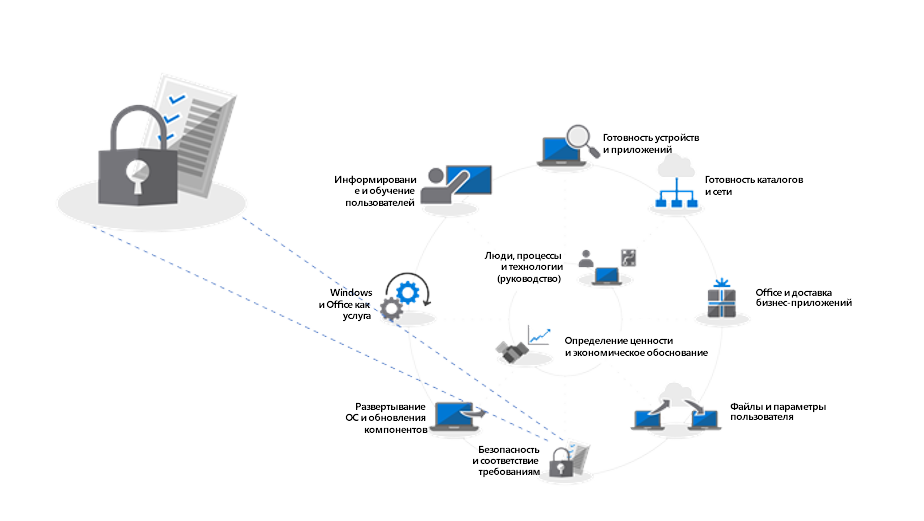 Готовность устройств
и приложений
Информировани
е и обучение
пользователей
Готовность каталогов
и сети
Люди, процессы
и технологии
(руководство)
Windows
и Office как
услуга
Office и доставка
бизнес-приложений
Определение ценности
и экономическое обоснование
Развертывание
ОС и обновления
компонентов
Файлы и параметры
пользователя
Безопасность
и соответствие
требованиям